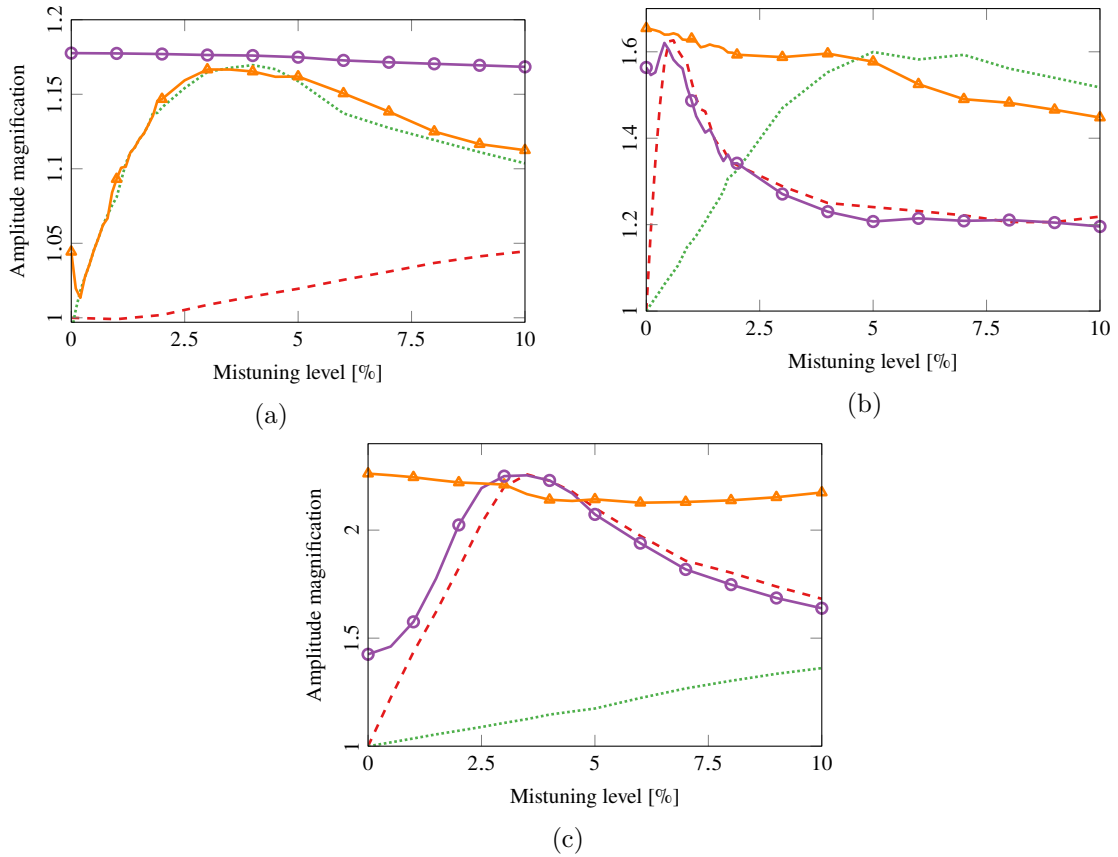 1.2
1.15
1.1
1.05
1
Amplitude magnification
0 2.5 5 7.5 10
Mistuning level [%]
(a)
1.6
1.4
1.2
1
0 2.5 5 7.5 10
Mistuning level [%]
(b)
2
1.5
1
Amplitude magnification
0 2.5 5 7.5 10
Mistuning level [%]
(c)